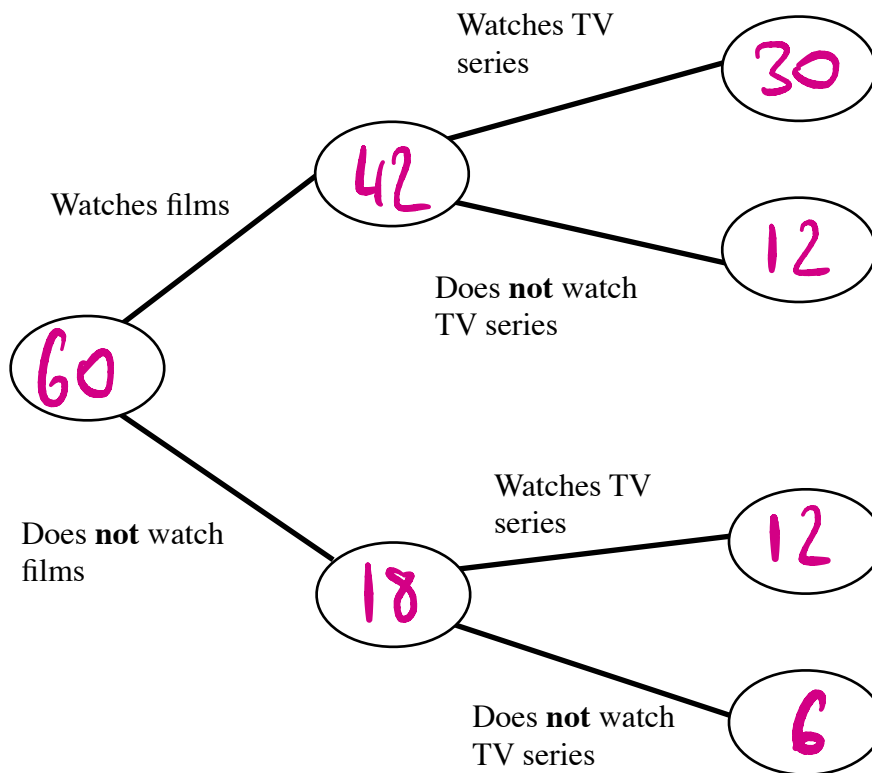 Watches TV
series
30
42
Watches films
12
Does not watch
TV series
60
Watches TV
series
12
Does not watch
films
18
Does not watch
TV series
6